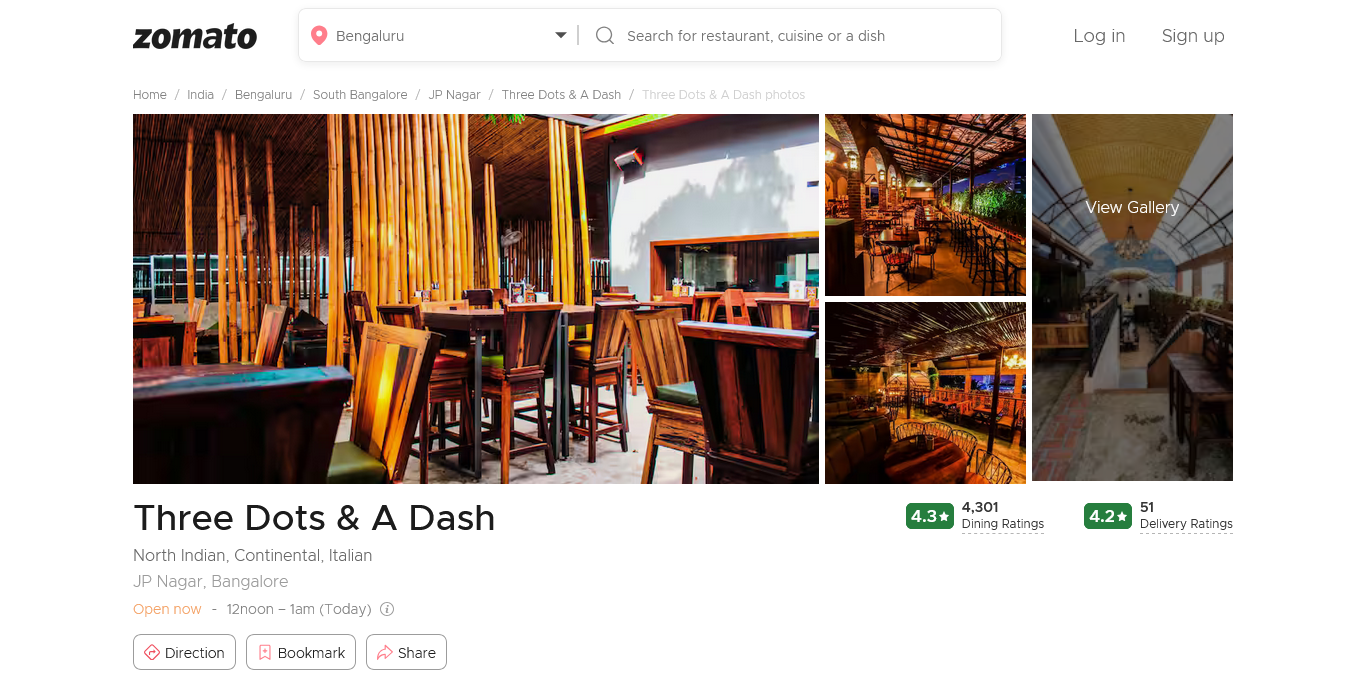 zomato
Bengaluru
Search for restaurant, cuisine or a dish
Log in
Sign up
Home / India / Bengaluru / South Bangalore / JP Nagar / Three Dots & A Dash / Three Dots & A Dash photos
View Gallery
Three Dots & A Dash
4.3
4,301
Dining Ratings
4.2
51
Delivery Ratings
North Indian, Continental, Italian
JP Nagar, Bangalore
Open now - 12noon – 1am (Today)
Direction
Bookmark
Share